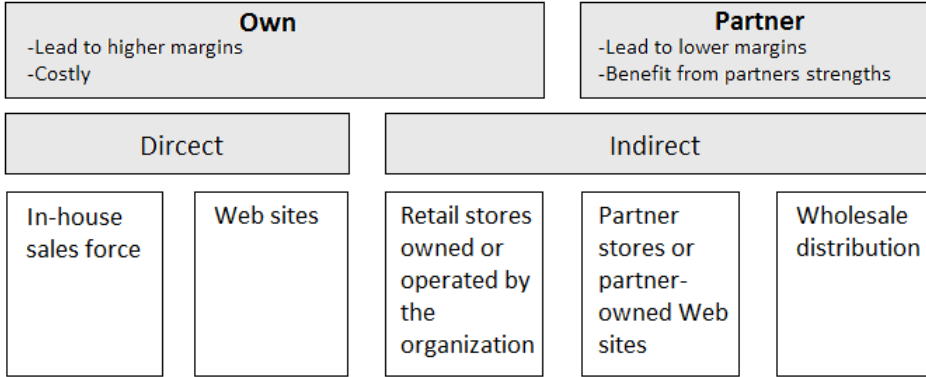 Own
-Lead to higher margins
-Costly
Partner
-Lead to lower margins
-Benefit from partners strengths
Dircect
Indirect
In-house
sales force
Web sites
Retail stores
owned or
operated by
the
organization
Partner
stores or
partner-
owned Web
sites
Wholesale
distribution